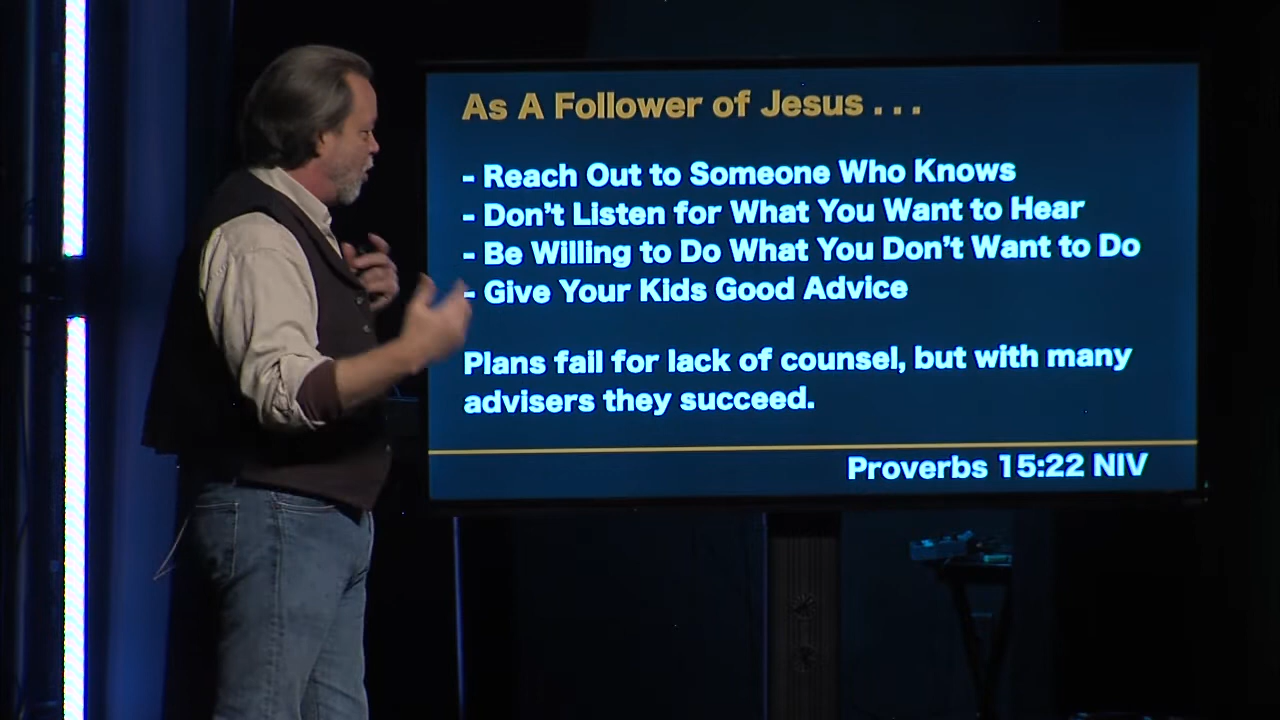 As A Follower of Jesus . . .
- Reach Out to Someone Who Knows
- Don't Listen for What You Want to Hear
- Be Willing to Do What You Don't Want to Do
- Give Your Kids Good Advice
Plans fail for lack of counsel, but with many
advisers they succeed.
Proverbs 15:22 NIV